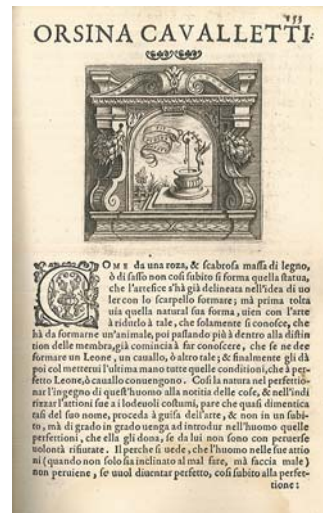 153
ORSINA CAVALLETTI.
COME da una roza, & scabrosa massa di legno,
ò di sasso non così subito si forma quella statua,
che l'artefice s'hà già delineata nell'idea di uo
ler con lo scarpello formare; mà prima tolta
uia quella natural sua forma, uien con l'arte
à ridurlo à tale, che solamente si conosce, che
hà da formarne un'animale, poi passando più à dentro alla distin
tion delle membra, già comincia à far conoscere, che se ne dee
formare un Leone, un cauallo, ò altro tale; & finalmente gli dà
poi col metterui l'ultima mano tutte quelle conditioni, che à per-
fetto Leone, ò cauallo conuengono. Così la natura nel perfettio-
nar l'ingegno di quest'huomo alla notitia delle cose, & nell'indi
rizzar l'attioni sue a i lodeuoli costumi, pare che quasi dimentica
tasi del suo nome, proceda à guisa dell'arte, & non in un subi-
to, mà di grado in grado uenga ad introdur nell'huomo quelle
perfettioni, che ella gli dona, se da lui non sono con peruerse
uolontà rifiutate. Il perche si uede, che l'huomo nelle sue attio
ni (quando non solo sia inclinato al mal fare, mà faccia male)
non peruiene, se uuol diuentar perfetto, così subito alla perfet-
tione: